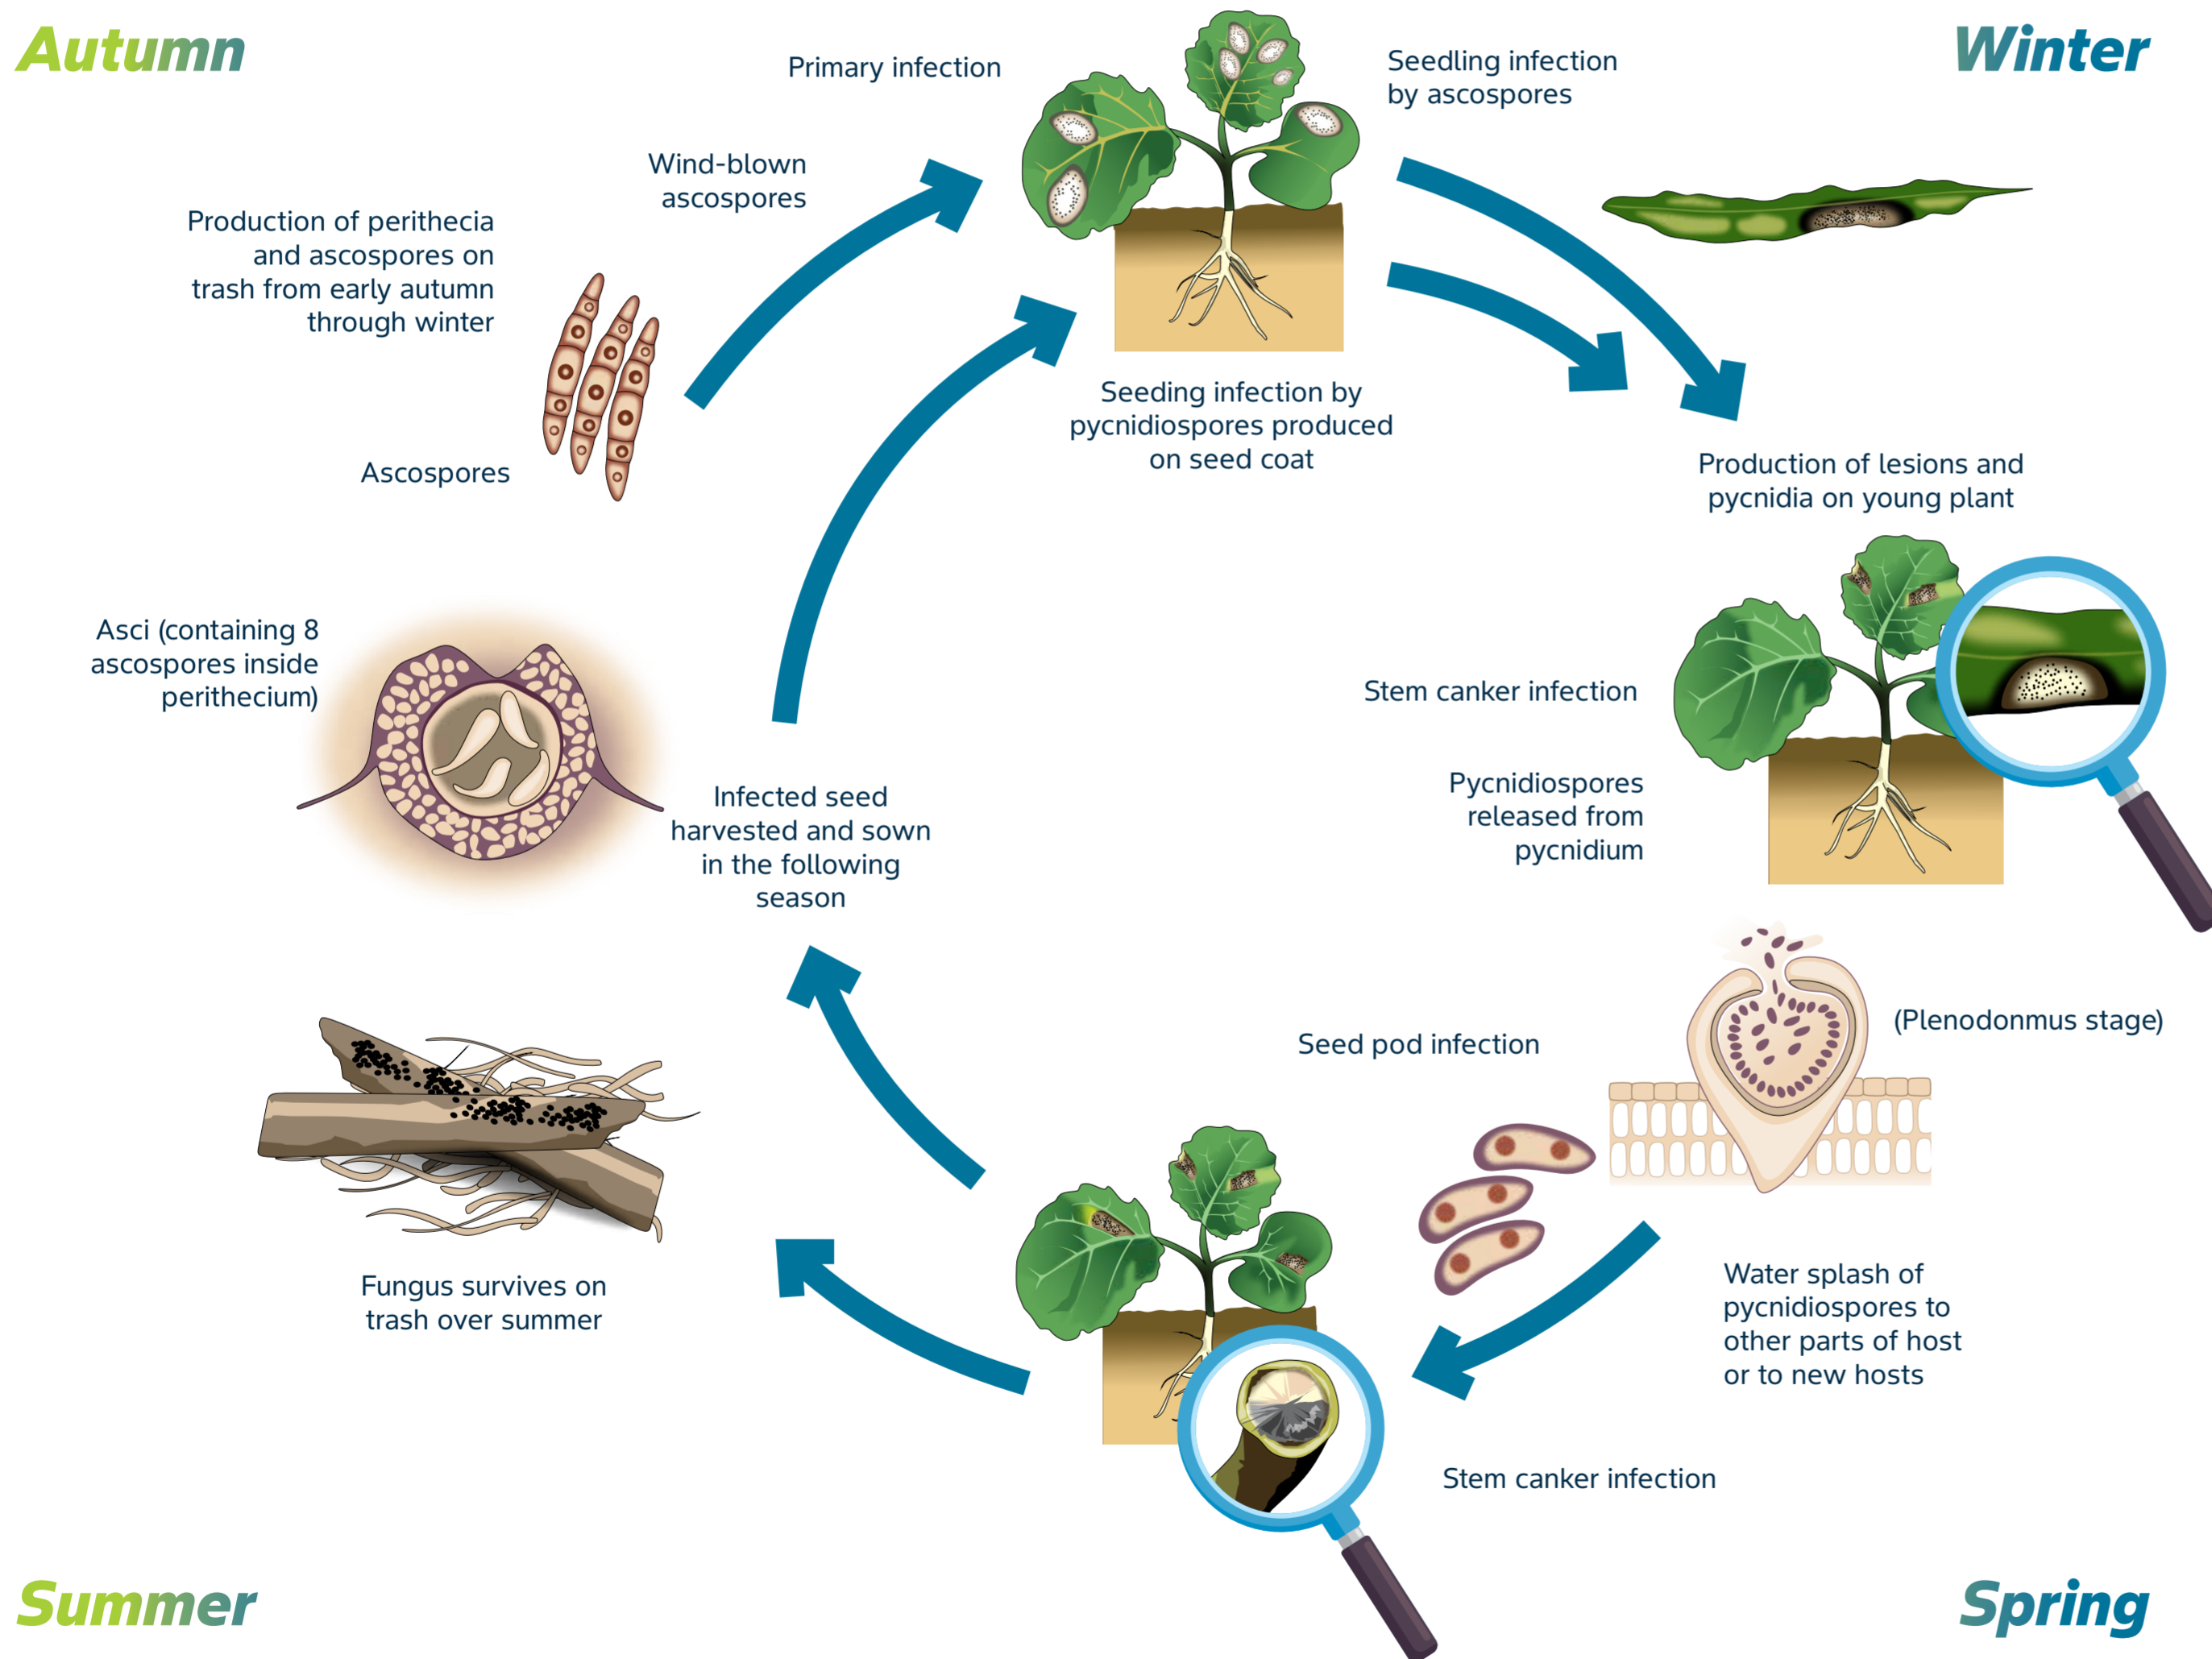 Autumn
Winter
Primary infection
Seedling infection
by ascospores
Wind-blown
ascospores
Production of perithecia
and ascospores on
trash from early autumn
through winter
Ascospores
Seeding infection by
pycnidiospores produced
on seed coat
Production of lesions and
pycnidia on young plant
Asci (containing 8
ascospores inside
perithecium)
Stem canker infection
Pycnidiospores
released from
pycnidium
Infected seed
harvested and sown
in the following
season
(Plenodonmus stage)
Seed pod infection
Fungus survives on
trash over summer
Water splash of
pycnidiospores to
other parts of host
or to new hosts
Stem canker infection
Summer
Spring